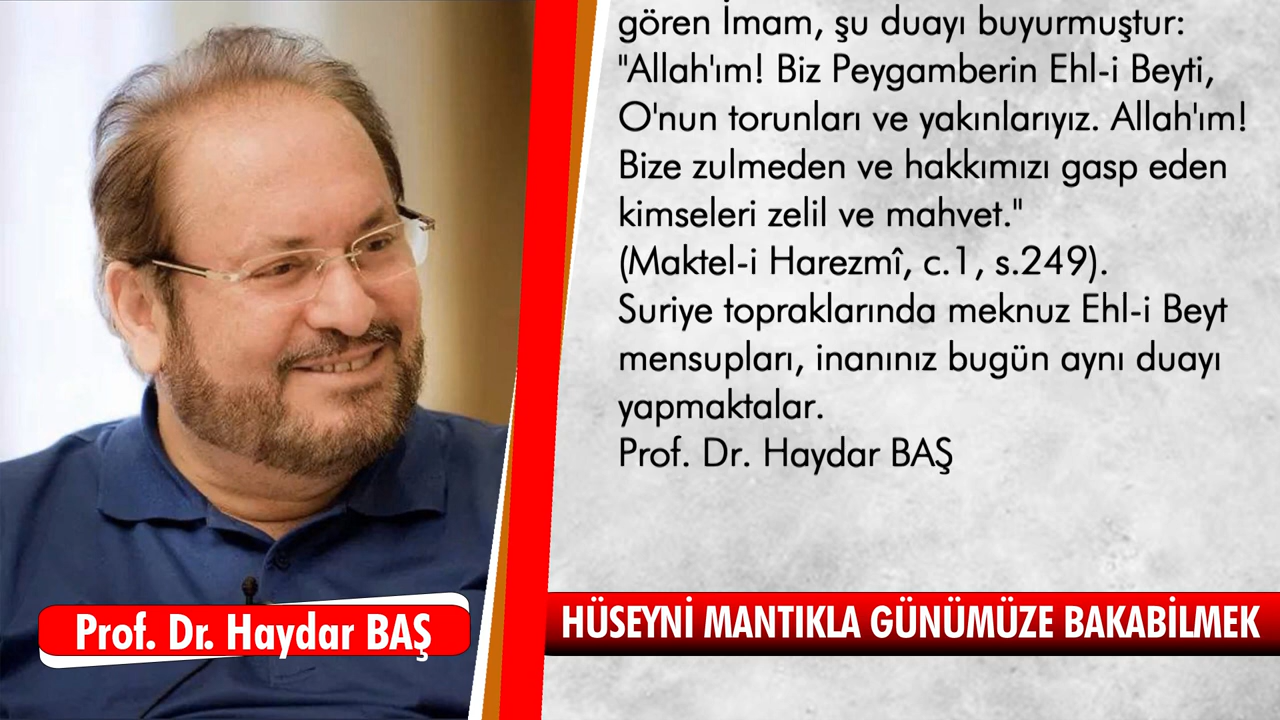 gören İmam, şu duayı buyurmuştur:
"Allah'ım! Biz Peygamberin Ehl-i Beyti,
O'nun torunları ve yakınlarıyız. Allah'ım!
Bize zulmeden ve hakkımızı gasp eden
kimseleri zelil ve mahvet."
(Maktel-i Harezmî, c.1, s.249).
Suriye topraklarında meknuz Ehl-i Beyt
mensupları, inanınız bugün aynı duayı
yapmaktalar.
Prof. Dr. Haydar BAŞ
Prof. Dr. Haydar BAŞ
HÜSEYNİ MANTIKLA GÜNÜMÜZE BAKABİLMEK